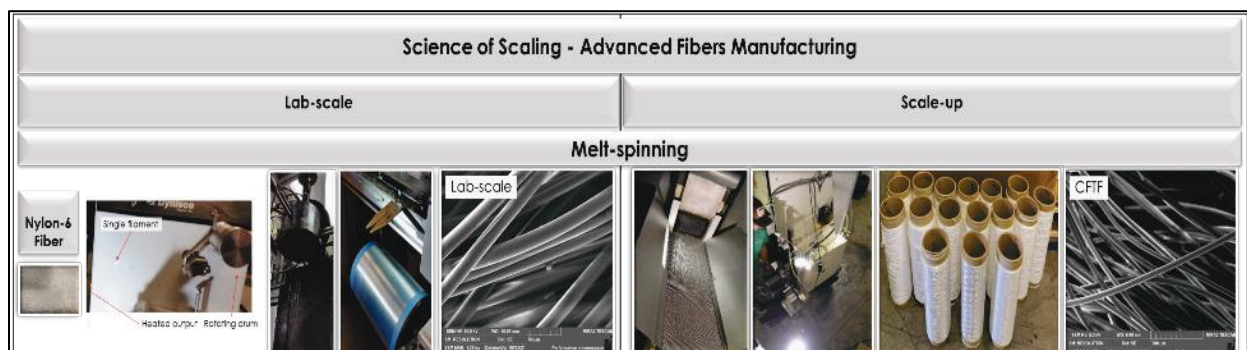 Science of Scaling - Advanced Fibers Manufacturing
Lab-scale
Scale-up
Melt-spinning
Nylon-6
Fiber
Dynisco
Single filament
Heated output
Rotating drum
Lab-scale
CFTF